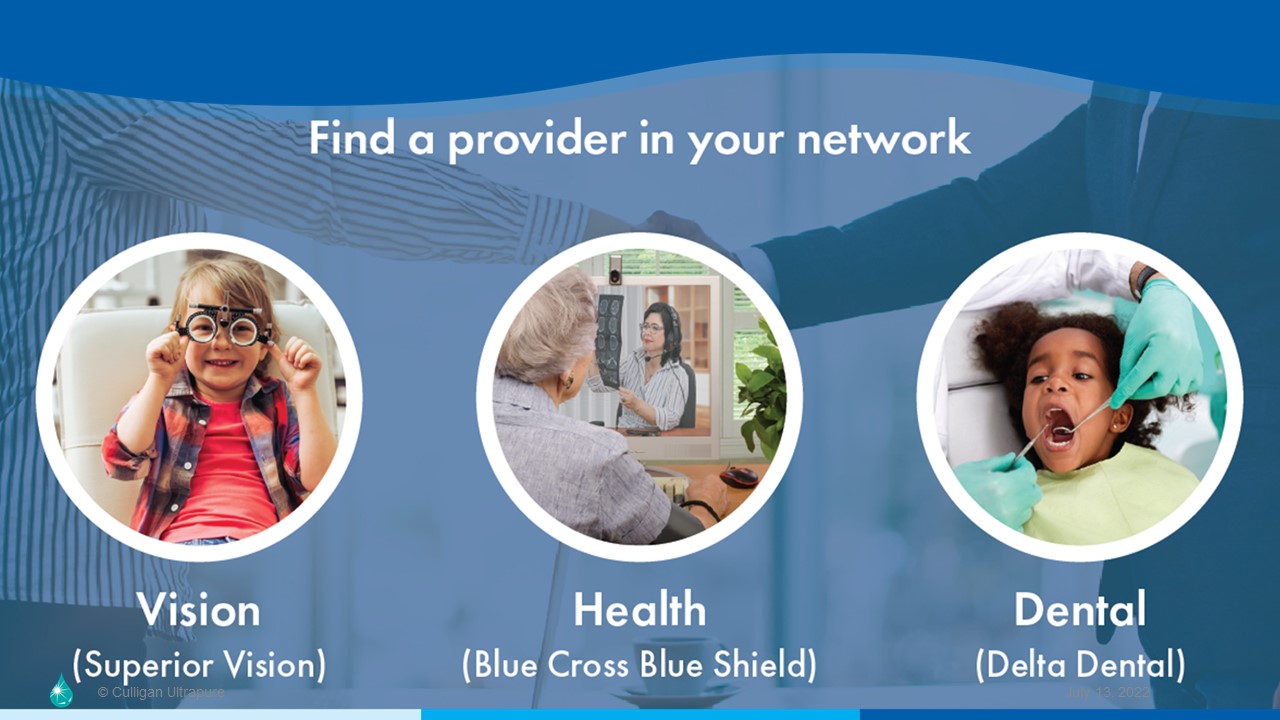 Find a provider in your network
Vision
(Superior Vision)
Health
(Blue Cross Blue Shield)
Dental
(Delta Dental)
© Culligan Ultrapure
July 13, 2022